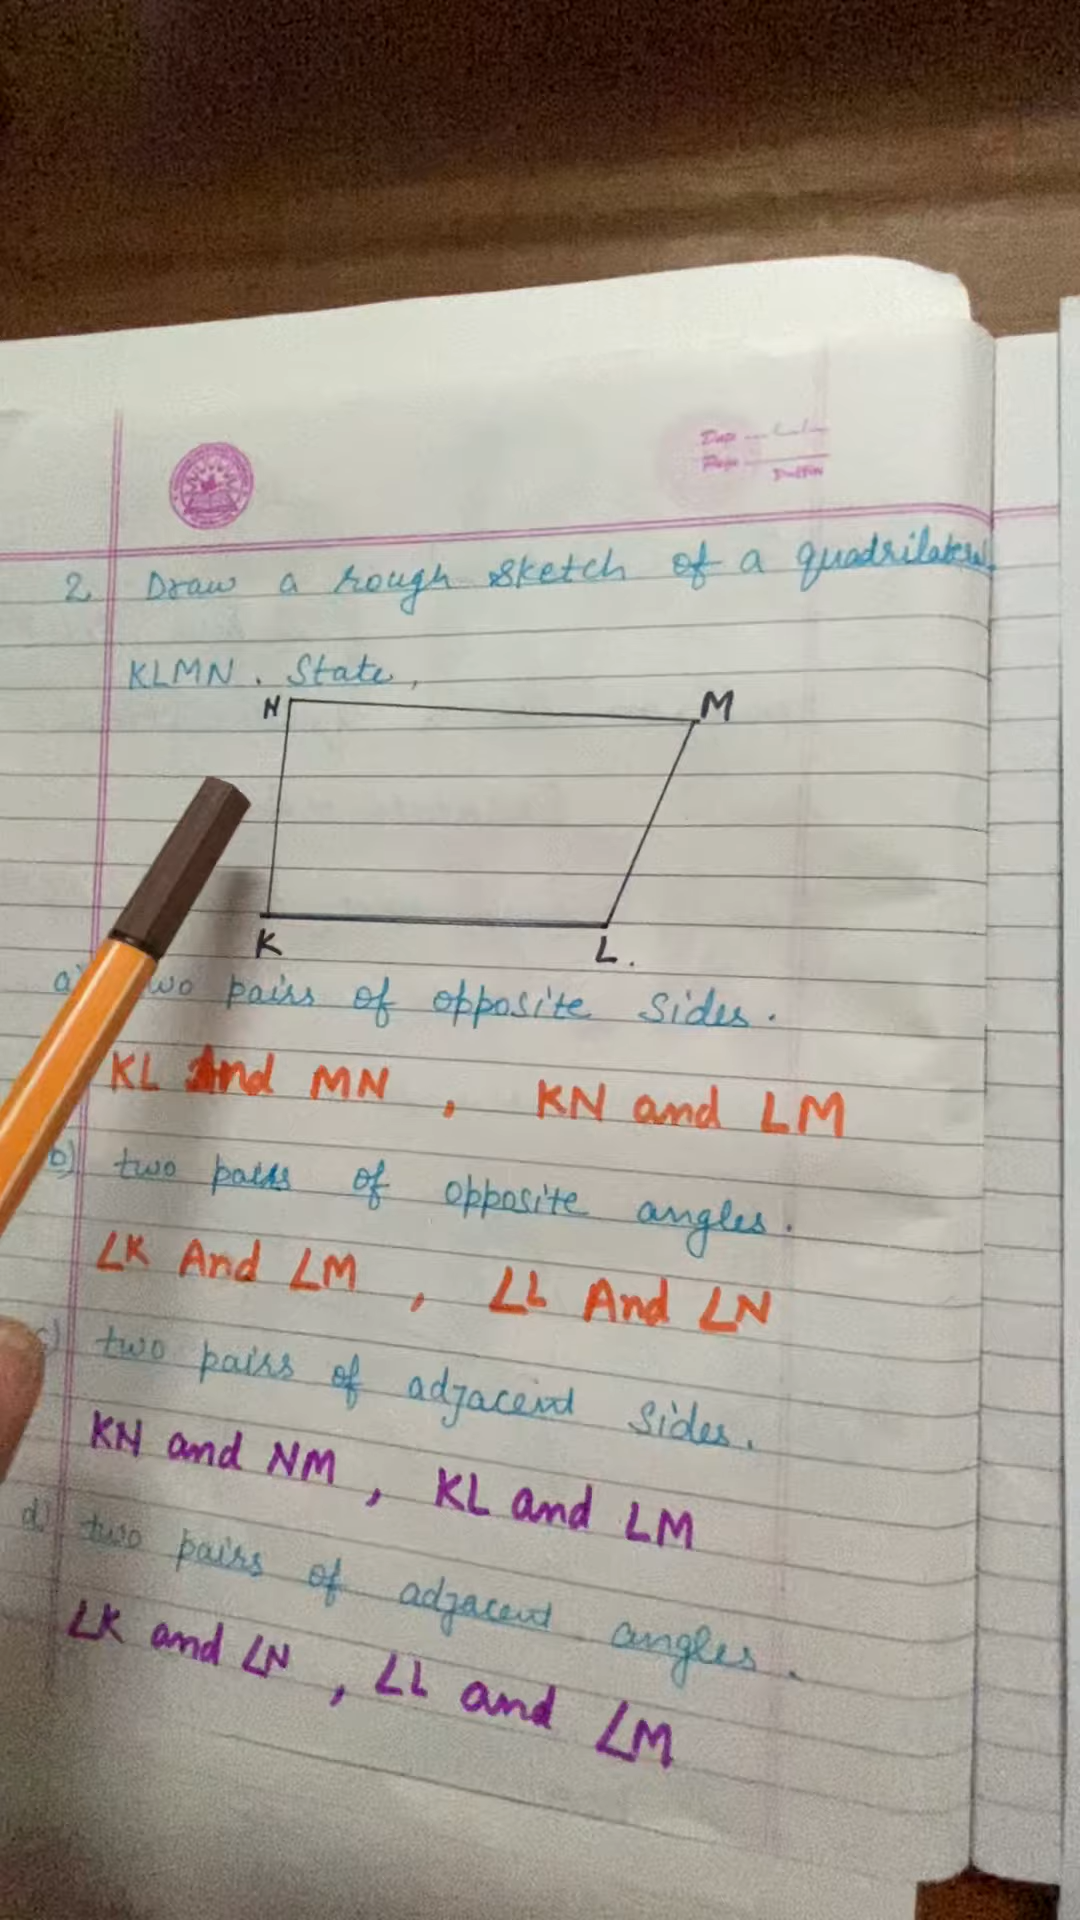 Date
Page
2. Draw a rough sketch of a quadrilateral
KLMN. State,
N M
K L.
a) two pairs of opposite sides.
KL And MN, KN and LM
b) two pairs of opposite angles.
∠K And ∠M, ∠L And ∠N
c) two pairs of adjacent sides.
KN and NM, KL and LM
d) two pairs of adjacent angles.
∠K and ∠N, ∠L and ∠M